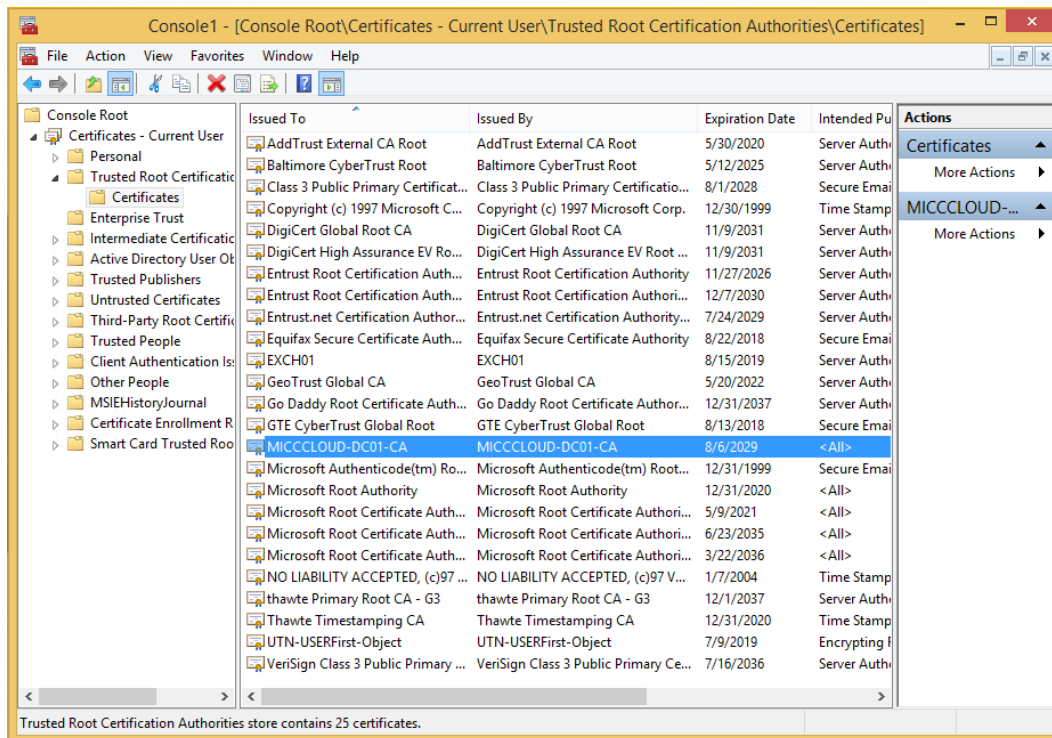 Console1 - [Console Root\Certificates - Current User\Trusted Root Certification Authorities\Certificates]
File Action View Favorites Window Help
Console Root
Certificates - Current User
Personal
Trusted Root Certificatic
Certificates
Enterprise Trust
Intermediate Certificatic
Active Directory User Ob
Trusted Publishers
Untrusted Certificates
Third-Party Root Certific
Trusted People
Client Authentication Is:
Other People
MSIEHistoryJournal
Certificate Enrollment R
Smart Card Trusted Roo
Issued To Issued By Expiration Date Intended Pu
AddTrust External CA Root AddTrust External CA Root 5/30/2020 Server Auth
Baltimore CyberTrust Root Baltimore CyberTrust Root 5/12/2025 Server Auth
Class 3 Public Primary Certificat... Class 3 Public Primary Certificatio... 8/1/2028 Secure Emai
Copyright (c) 1997 Microsoft C... Copyright (c) 1997 Microsoft Corp. 12/30/1999 Time Stamp
DigiCert Global Root CA DigiCert Global Root CA 11/9/2031 Server Auth
DigiCert High Assurance EV Ro... DigiCert High Assurance EV Root ... 11/9/2031 Server Auth
Entrust Root Certification Auth... Entrust Root Certification Authority 11/27/2026 Server Auth
Entrust Root Certification Auth... Entrust Root Certification Authori... 12/7/2030 Server Auth
Entrust.net Certification Author... Entrust.net Certification Authority... 7/24/2029 Server Auth
Equifax Secure Certificate Auth... Equifax Secure Certificate Authority 8/22/2018 Secure Emai
EXCH01 EXCH01 8/15/2019 Server Auth
GeoTrust Global CA GeoTrust Global CA 5/20/2022 Server Auth
Go Daddy Root Certificate Auth... Go Daddy Root Certificate Author... 12/31/2037 Server Auth
GTE CyberTrust Global Root GTE CyberTrust Global Root 8/13/2018 Secure Emai
MICCCLOUD-DC01-CA MICCCLOUD-DC01-CA 8/6/2029 <All>
Microsoft Authenticode(tm) Ro... Microsoft Authenticode(tm) Root... 12/31/1999 Secure Emai
Microsoft Root Authority Microsoft Root Authority 12/31/2020 <All>
Microsoft Root Certificate Auth... Microsoft Root Certificate Authori... 5/9/2021 <All>
Microsoft Root Certificate Auth... Microsoft Root Certificate Authori... 6/23/2035 <All>
Microsoft Root Certificate Auth... Microsoft Root Certificate Authori... 3/22/2036 <All>
NO LIABILITY ACCEPTED, (c)97 ... NO LIABILITY ACCEPTED, (c)97 V... 1/7/2004 Time Stamp
thawte Primary Root CA - G3 thawte Primary Root CA - G3 12/1/2037 Server Auth
Thawte Timestamping CA Thawte Timestamping CA 12/31/2020 Time Stamp
UTN-USERFirst-Object UTN-USERFirst-Object 7/9/2019 Encrypting F
VeriSign Class 3 Public Primary ... VeriSign Class 3 Public Primary Ce... 7/16/2036 Server Auth
Actions
Certificates
More Actions
MICCCLOUD-...
More Actions
Trusted Root Certification Authorities store contains 25 certificates.